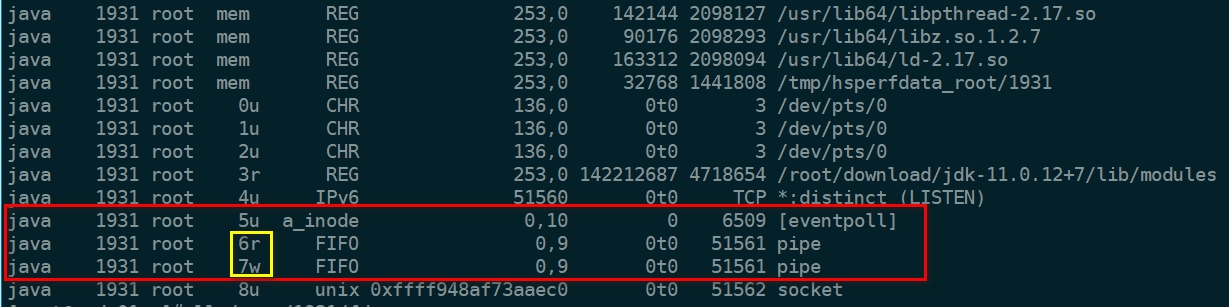 java 1931 root mem REG 253,0 142144 2098127 /usr/lib64/libpthread-2.17.so
java 1931 root mem REG 253,0 90176 2098293 /usr/lib64/libz.so.1.2.7
java 1931 root mem REG 253,0 163312 2098094 /usr/lib64/ld-2.17.so
java 1931 root mem REG 253,0 32768 1441808 /tmp/hsperfdata_root/1931
java 1931 root 0u CHR 136,0 0t0 3 /dev/pts/0
java 1931 root 1u CHR 136,0 0t0 3 /dev/pts/0
java 1931 root 2u CHR 136,0 0t0 3 /dev/pts/0
java 1931 root 3r REG 253,0 142212687 4718654 /root/download/jdk-11.0.12+7/lib/modules
java 1931 root 4u IPv6 51560 0t0 TCP *:distinct (LISTEN)
java 1931 root 5u a_inode 0,10 0 6509 [eventpoll]
java 1931 root 6r FIFO 0,9 0t0 51561 pipe
java 1931 root 7w FIFO 0,9 0t0 51561 pipe
java 1931 root 8u unix 0xffff948af73aaec0 0t0 51562 socket